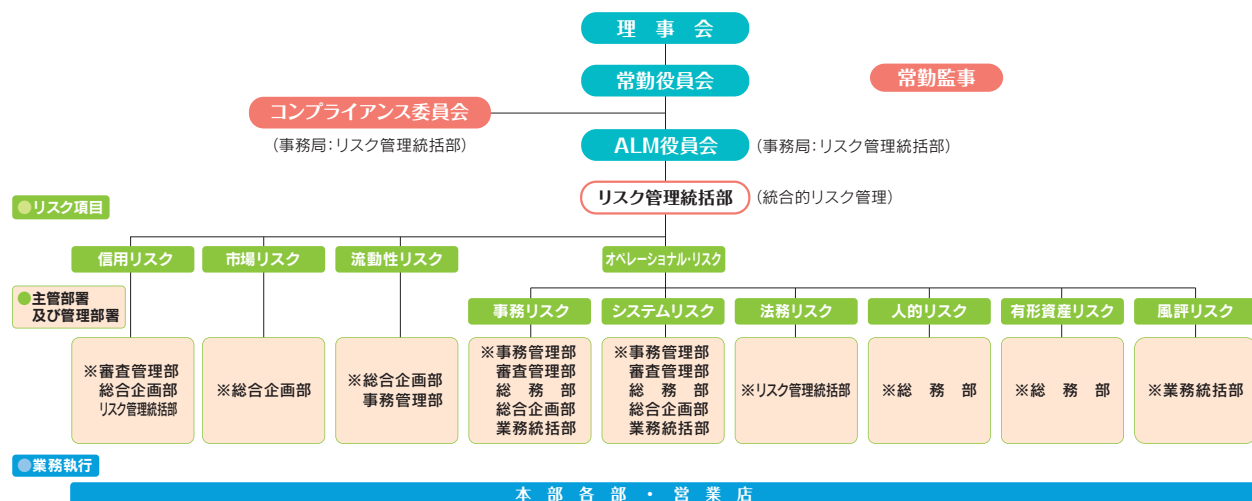 理事会
常勤役員会
常勤監事
コンプライアンス委員会
(事務局:リスク管理統括部)
ALM役員会
(事務局:リスク管理統括部)
リスク管理統括部
(統合的リスク管理)
●リスク項目
信用リスク
市場リスク
流動性リスク
オペレーショナル・リスク
●主管部署
及び管理部署
事務リスク
システムリスク
法務リスク
人的リスク
有形資産リスク
風評リスク
※審査管理部
総合企画部
リスク管理統括部
※総合企画部
※総合企画部
事務管理部
※事務管理部
審査管理部
総務部
総合企画部
業務統括部
※事務管理部
審査管理部
総務部
総合企画部
業務統括部
※リスク管理統括部
※総務部
※総務部
※業務統括部
●業務執行
本部各部・営業店